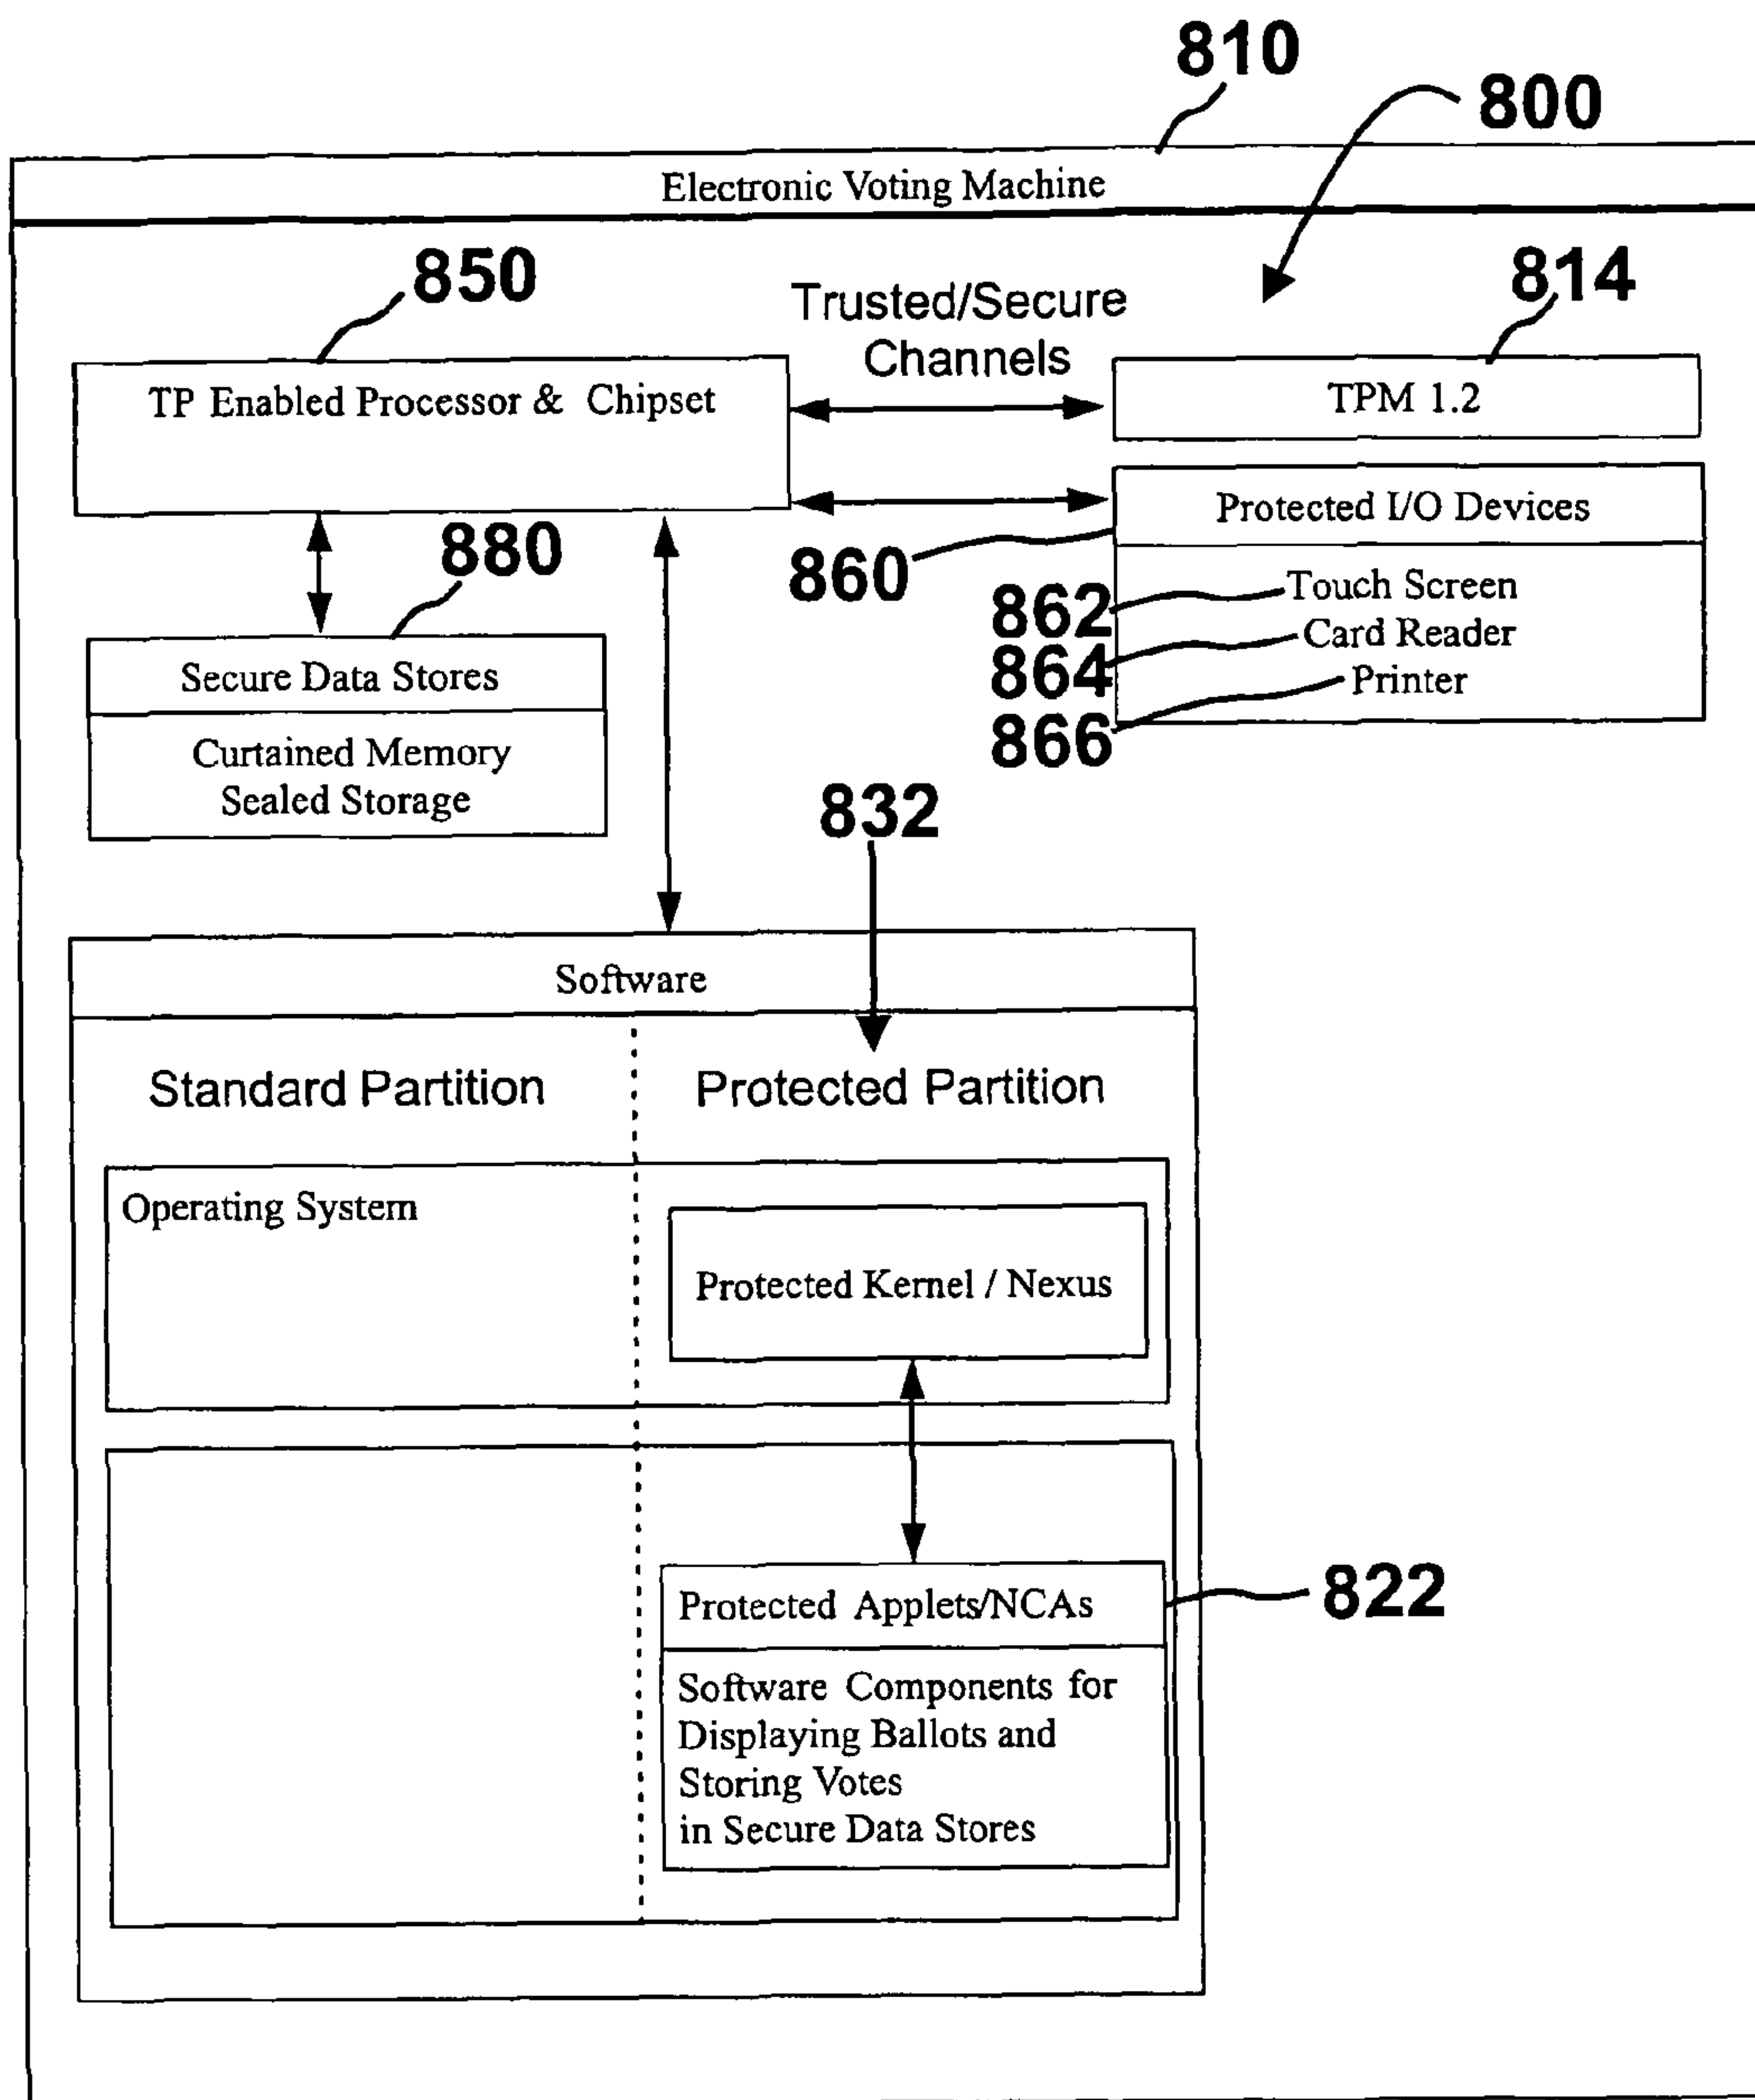 810
800
Electronic Voting Machine
850
Trusted/Secure
Channels
814
TP Enabled Processor & Chipset
TPM 1.2
Protected I/O Devices
860
880
862
Touch Screen
864
Card Reader
866
Printer
Secure Data Stores
Curtained Memory
Sealed Storage
832
Software
Standard Partition
Protected Partition
Operating System
Protected Kernel / Nexus
Protected Applets/NCAs
822
Software Components for
Displaying Ballots and
Storing Votes
in Secure Data Stores